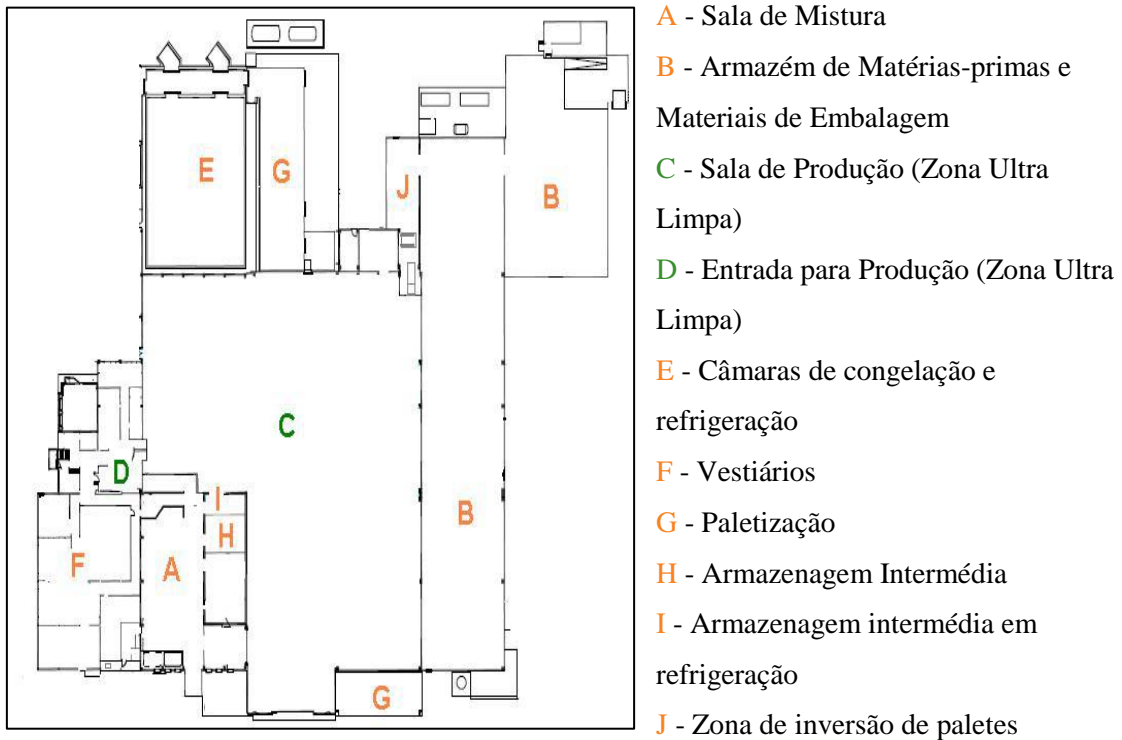 A - Sala de Mistura
B - Armazém de Matérias-primas e
Materiais de Embalagem
C - Sala de Produção (Zona Ultra
Limpa)
D - Entrada para Produção (Zona Ultra
Limpa)
E - Câmaras de congelação e
refrigeração
F - Vestiários
G - Paletização
H - Armazenagem Intermédia
I - Armazenagem intermédia em
refrigeração
J - Zona de inversão de paletes
E
G
J
B
C
D
I
B
H
F
A
G